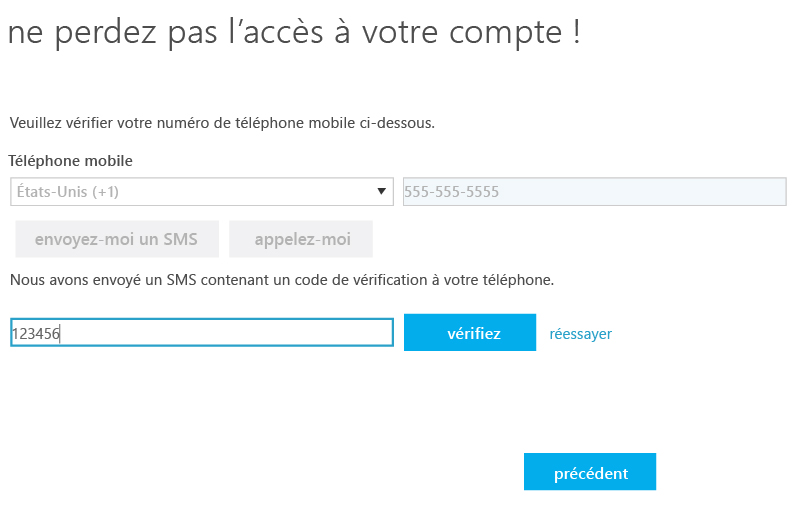 ne perdez pas l’accès à votre compte !
Veuillez vérifier votre numéro de téléphone mobile ci-dessous.
Téléphone mobile
États-Unis (+1)
555-555-5555
envoyez-moi un SMS
appelez-moi
Nous avons envoyé un SMS contenant un code de vérification à votre téléphone.
123456
vérifiez
réessayer
précédent